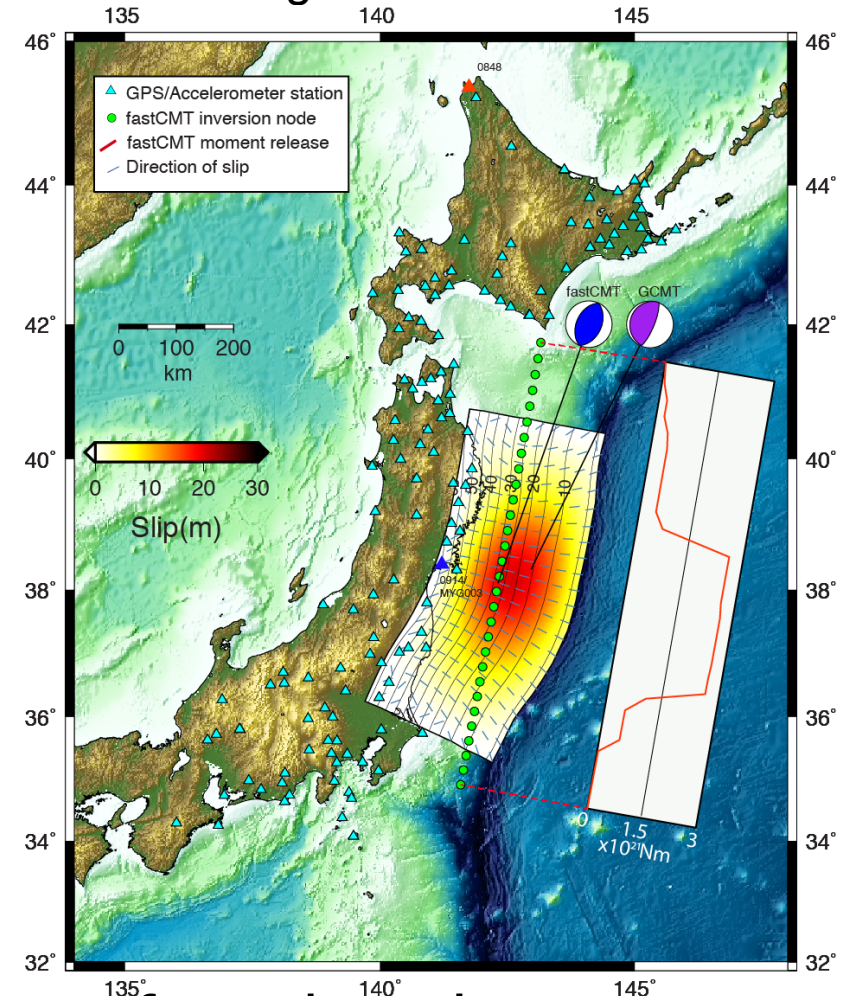 135 140 145
46° 46°
0848
GPS/Accelerometer station
fastCMT inversion node
fastCMT moment release
Direction of slip
44° 44°
fastCMT GCMT
42° 42°
0 100 200
km
40° 40°
0 10 20 30
Slip(m)
50 40 30 20 10
38° 38°
0914/
MYG003
36° 36°
34° 34°
0 1.5 3
x10²¹Nm
32° 32°
135° 140° 145°